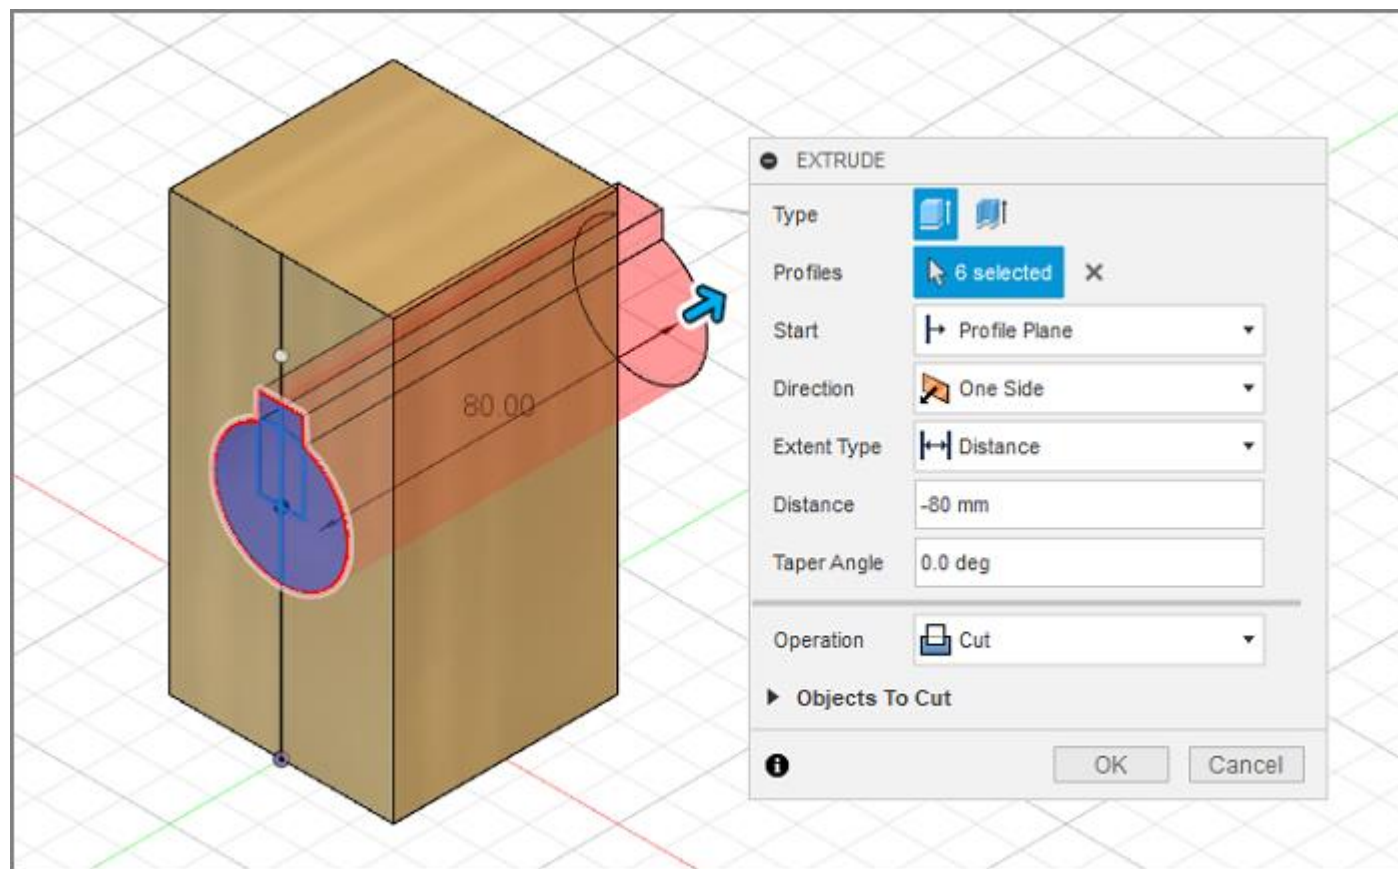 EXTRUDE
Type
Profiles 6 selected
Start Profile Plane
Direction One Side
Extent Type Distance
Distance -80 mm
Taper Angle 0.0 deg
Operation Cut
Objects To Cut
OK Cancel
80.00